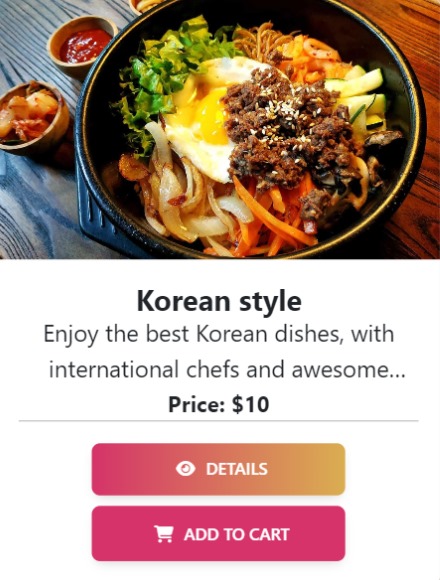 Korean style
Enjoy the best Korean dishes, with
international chefs and awesome...
Price: $10
DETAILS
ADD TO CART